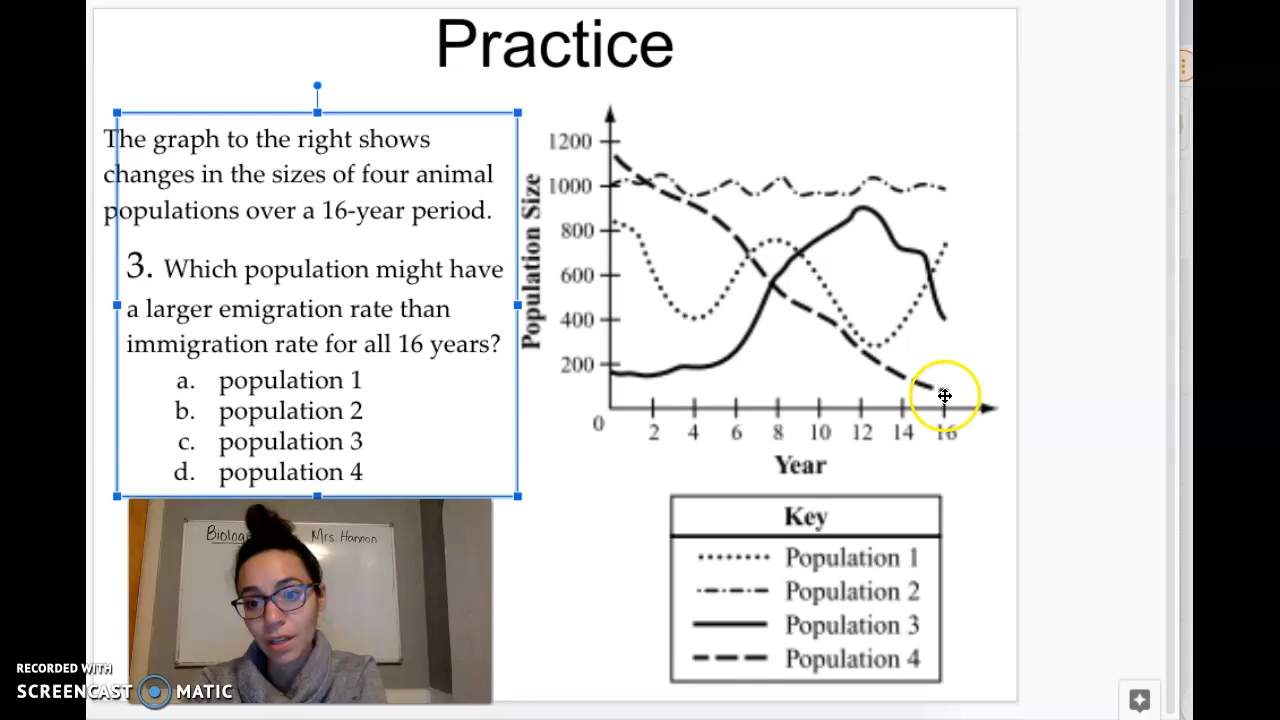 Practice
The graph to the right shows
changes in the sizes of four animal
populations over a 16-year period.
3. Which population might have
a larger emigration rate than
immigration rate for all 16 years?
a. population 1
b. population 2
c. population 3
d. population 4
Population Size
1200
1000
800
600
400
200
0
2 4 6 8 10 12 14 16
Year
Key
Population 1
Population 2
Population 3
Population 4
Biology
Mrs. Hannon
RECORDED WITH
SCREENCAST MATIC